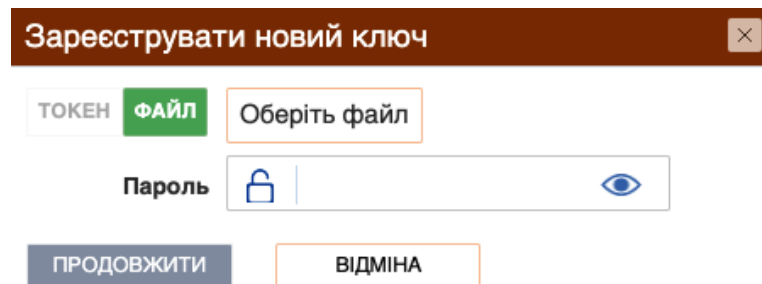 Зареєструвати новий ключ
ТОКЕН ФАЙЛ Оберіть файл
Пароль
ПРОДОВЖИТИ ВІДМІНА